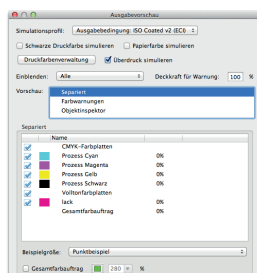 Ausgabevorschau
Simulationsprofil: Ausgabebedingung: ISO Coated v2 (ECI)
Schwarze Druckfarbe simulieren Papierfarbe simulieren
Druckfarbenverwaltung Überdruck simulieren
Einblenden: Alle Deckkraft für Warnung: 100 %
Vorschau: Separiert
Farbwarnungen
Objektinspektor
Separiert
Name
CMYK-Farbplatten
Prozess Cyan 0%
Prozess Magenta 0%
Prozess Gelb 0%
Prozess Schwarz 0%
Volltonfarbplatten
lack 0%
Gesamtfarbauftrag 0%
Beispielgröße: Punktbeispiel
Gesamtfarbauftrag 280 %